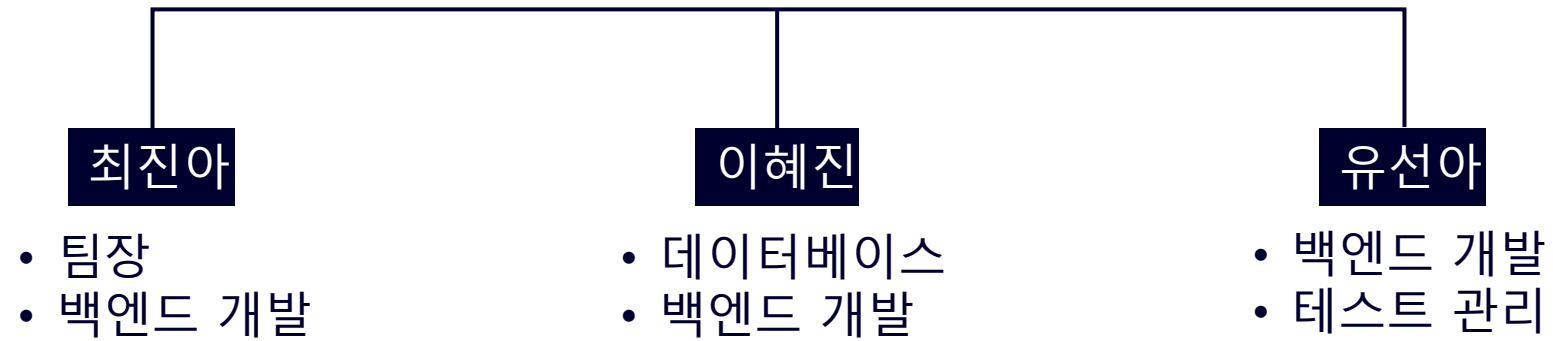 최진아
• 팀장
• 백엔드 개발
이혜진
• 데이터베이스
• 백엔드 개발
유선아
• 백엔드 개발
• 테스트 관리